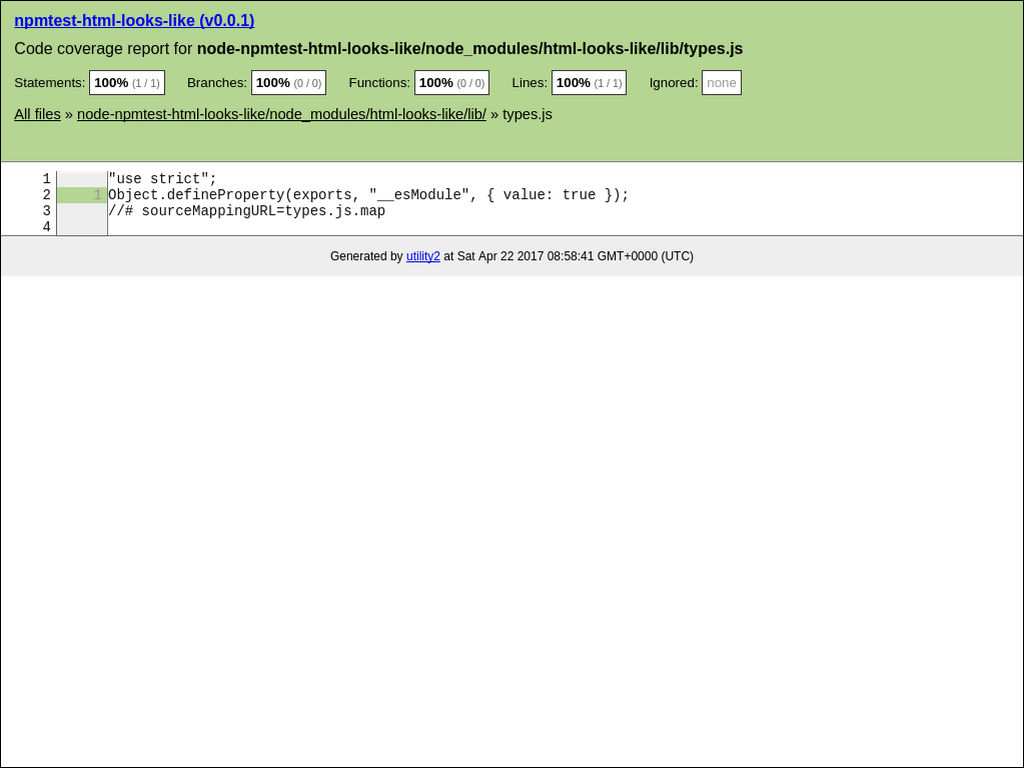 npmtest-html-looks-like (v0.0.1)
Code coverage report for node-npmtest-html-looks-like/node_modules/html-looks-like/lib/types.js
Statements: 100% (1 / 1) Branches: 100% (0 / 0) Functions: 100% (0 / 0) Lines: 100% (1 / 1) Ignored: none
All files » node-npmtest-html-looks-like/node_modules/html-looks-like/lib/ » types.js
1 "use strict";
2 1 Object.defineProperty(exports, "__esModule", { value: true });
3 //# sourceMappingURL=types.js.map
4
Generated by utility2 at Sat Apr 22 2017 08:58:41 GMT+0000 (UTC)